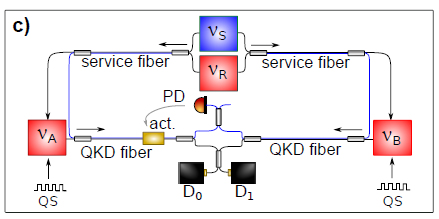 c)
νS
service fiber
νR
service fiber
PD
νA
act.
νB
QKD fiber
QKD fiber
QS
D0
D1
QS